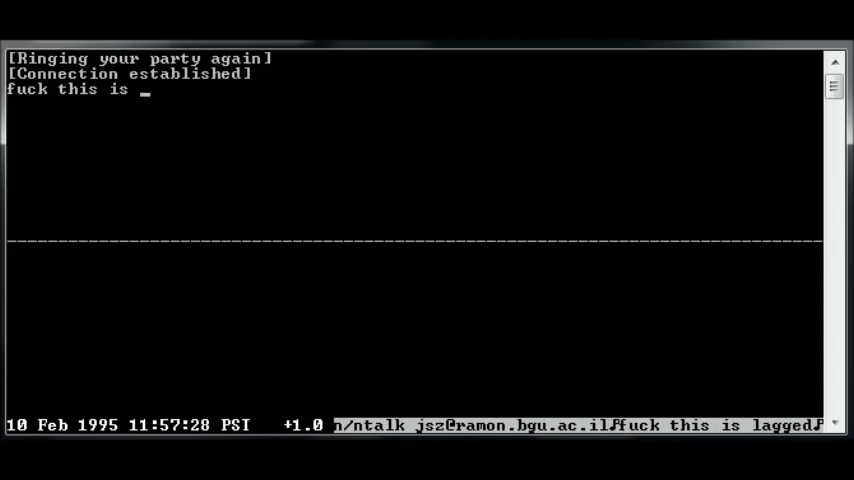 [Ringing your party again]
[Connection established]
fuck this is _
10 Feb 1995 11:57:28 PST +1.0 n/ntalk jsz@ramon.bgu.ac.il♪fuck this is lagged♪